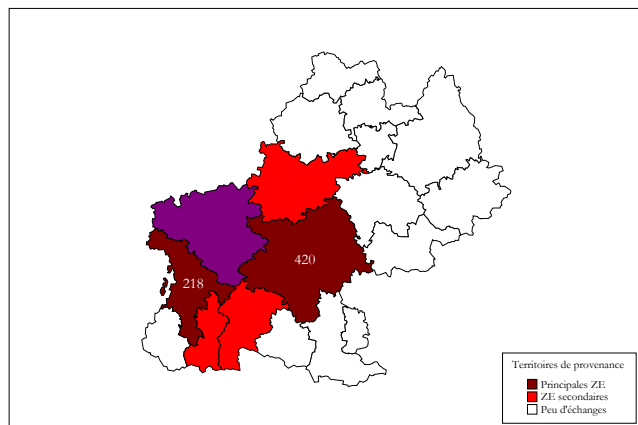 420
218
Territoires de provenance
Principales ZE
ZE secondaires
Peu d'échanges